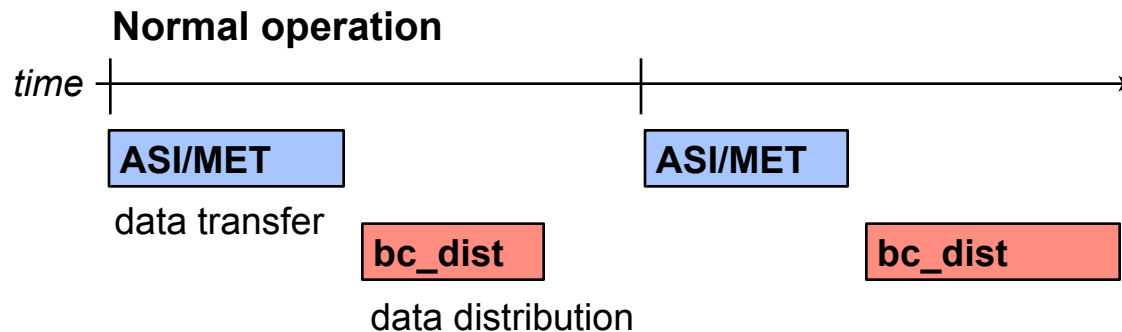 Normal operation
time
ASI/MET ASI/MET
data transfer
bc_dist bc_dist
data distribution